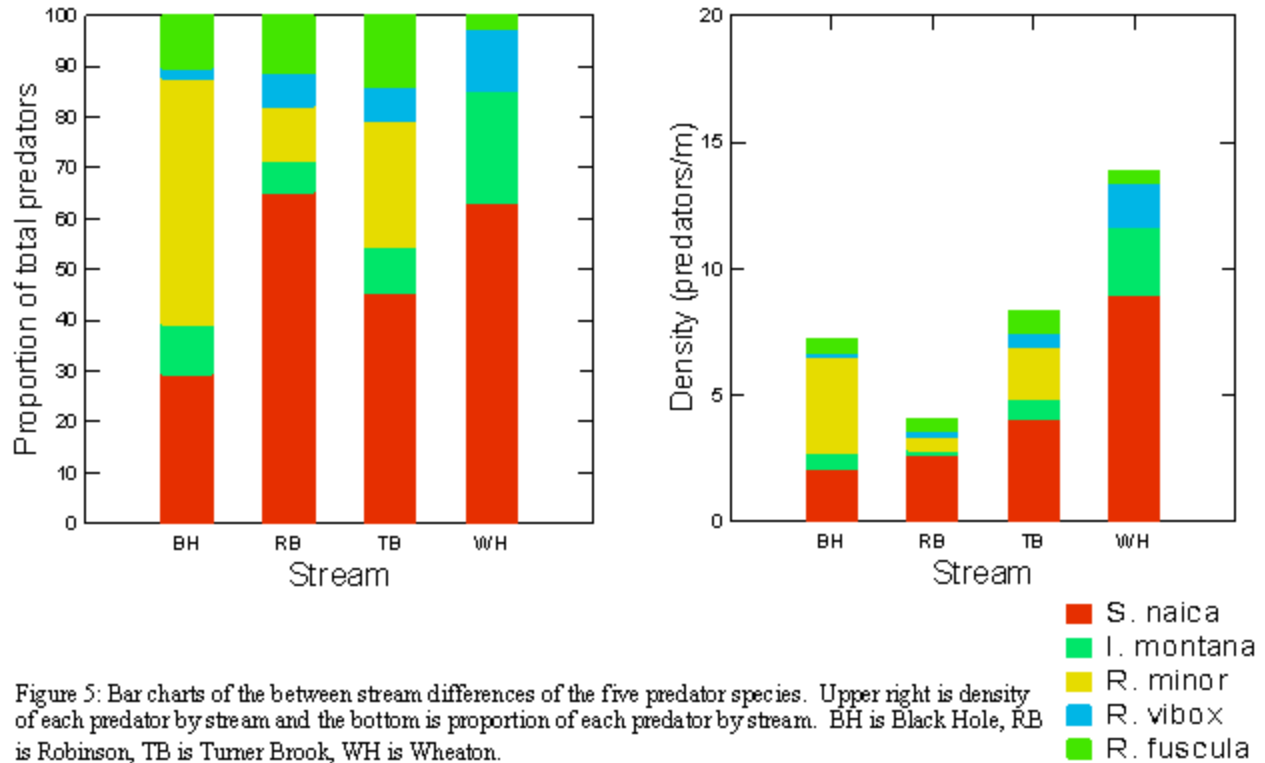 Proportion of total predators
100
90
80
70
60
50
40
30
20
10
0
BH RB TB WH
Stream
Density (predators/m)
20
15
10
5
0
BH RB TB WH
Stream
S. naica
I. montana
R. minor
R. vibox
R. fuscula
Figure 5: Bar charts of the between stream differences of the five predator species. Upper right is density
of each predator by stream and the bottom is proportion of each predator by stream. BH is Black Hole, RB
is Robinson, TB is Turner Brook, WH is Wheaton.